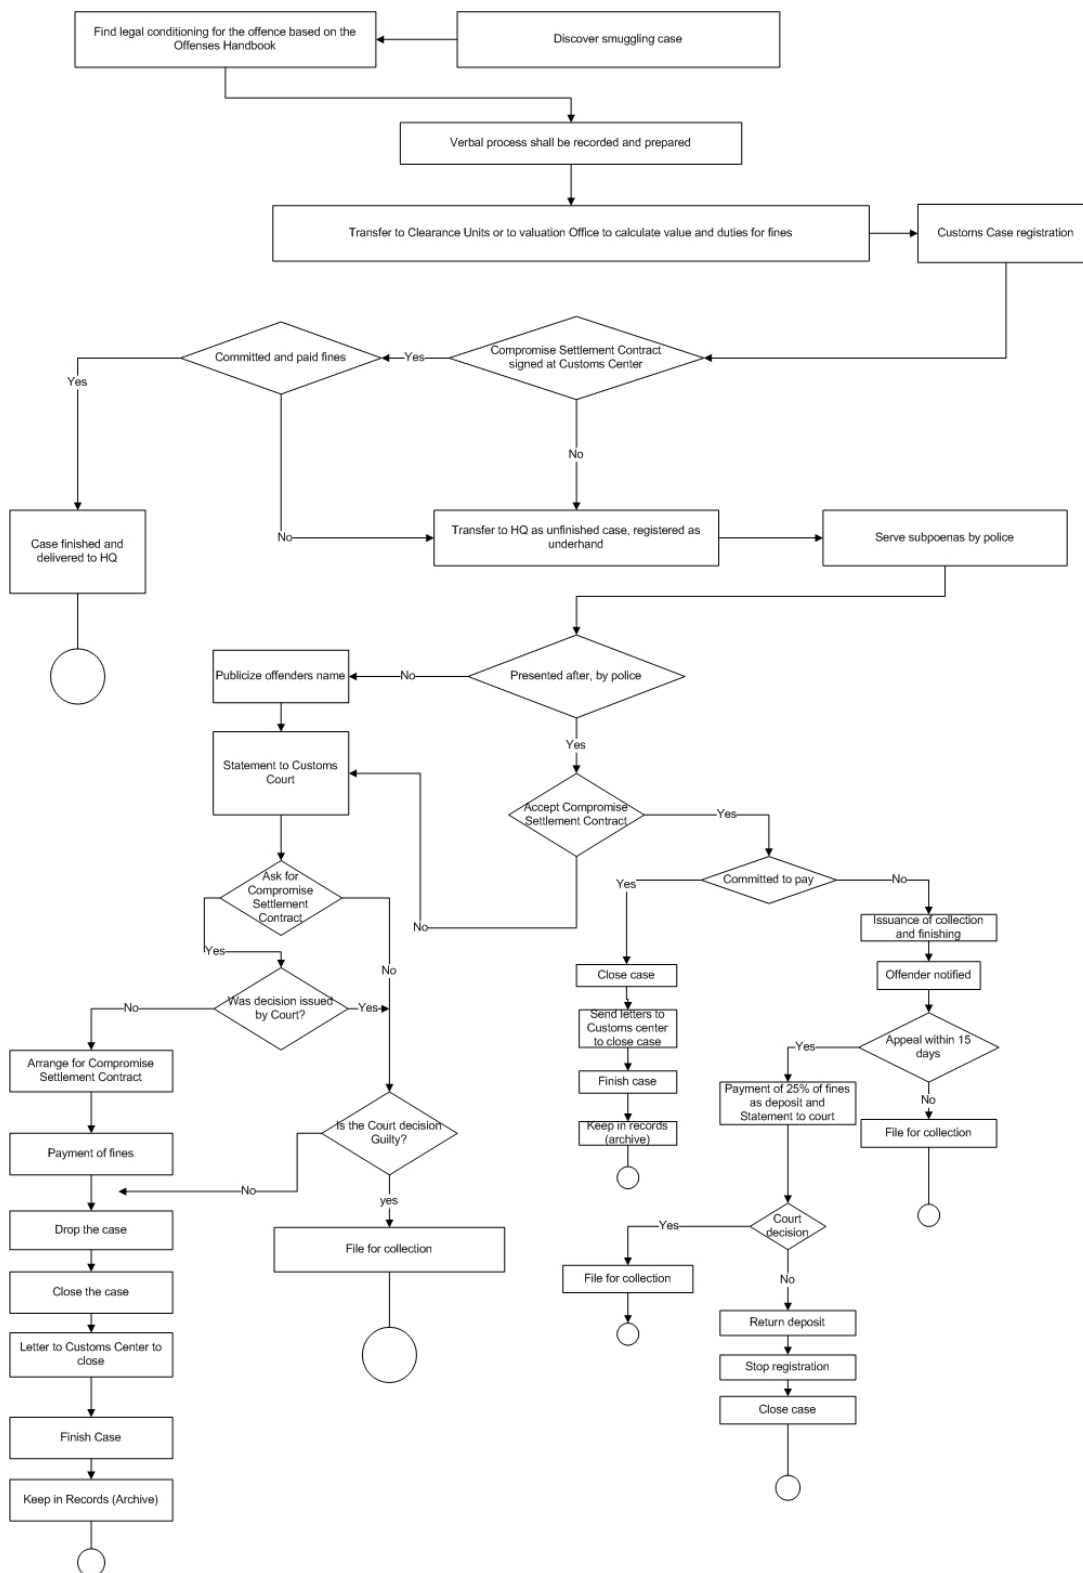 Find legal conditioning for the offence based on the
Offenses Handbook
Discover smuggling case
Verbal process shall be recorded and prepared
Transfer to Clearance Units or to valuation Office to calculate value and duties for fines
Customs Case registration
Committed and paid fines
Yes
Compromise Settlement Contract
signed at Customs Center
Yes
No
Case finished and
delivered to HQ
No
Transfer to HQ as unfinished case, registered as
underhand
Serve subpoenas by police
Publicize offenders name
No
Presented after, by police
Yes
Statement to Customs
Court
Accept Compromise
Settlement Contract
Yes
No
Ask for
Compromise
Settlement
Contract
Yes
No
Committed to pay
Yes
No
Issuance of collection
and finishing
Close case
Offender notified
Was decision issued
by Court?
No
Yes
Send letters to
Customs center
to close case
Appeal within 15
days
Yes
No
Arrange for Compromise
Settlement Contract
Finish case
Payment of 25% of fines
as deposit and
Statement to court
Keep in records
(archive)
File for collection
Is the Court decision
Guilty?
No
yes
Payment of fines
Drop the case
File for collection
Court
decision
Yes
No
File for collection
Close the case
Return deposit
Letter to Customs Center to
close
Stop registration
Close case
Finish Case
Keep in Records (Archive)